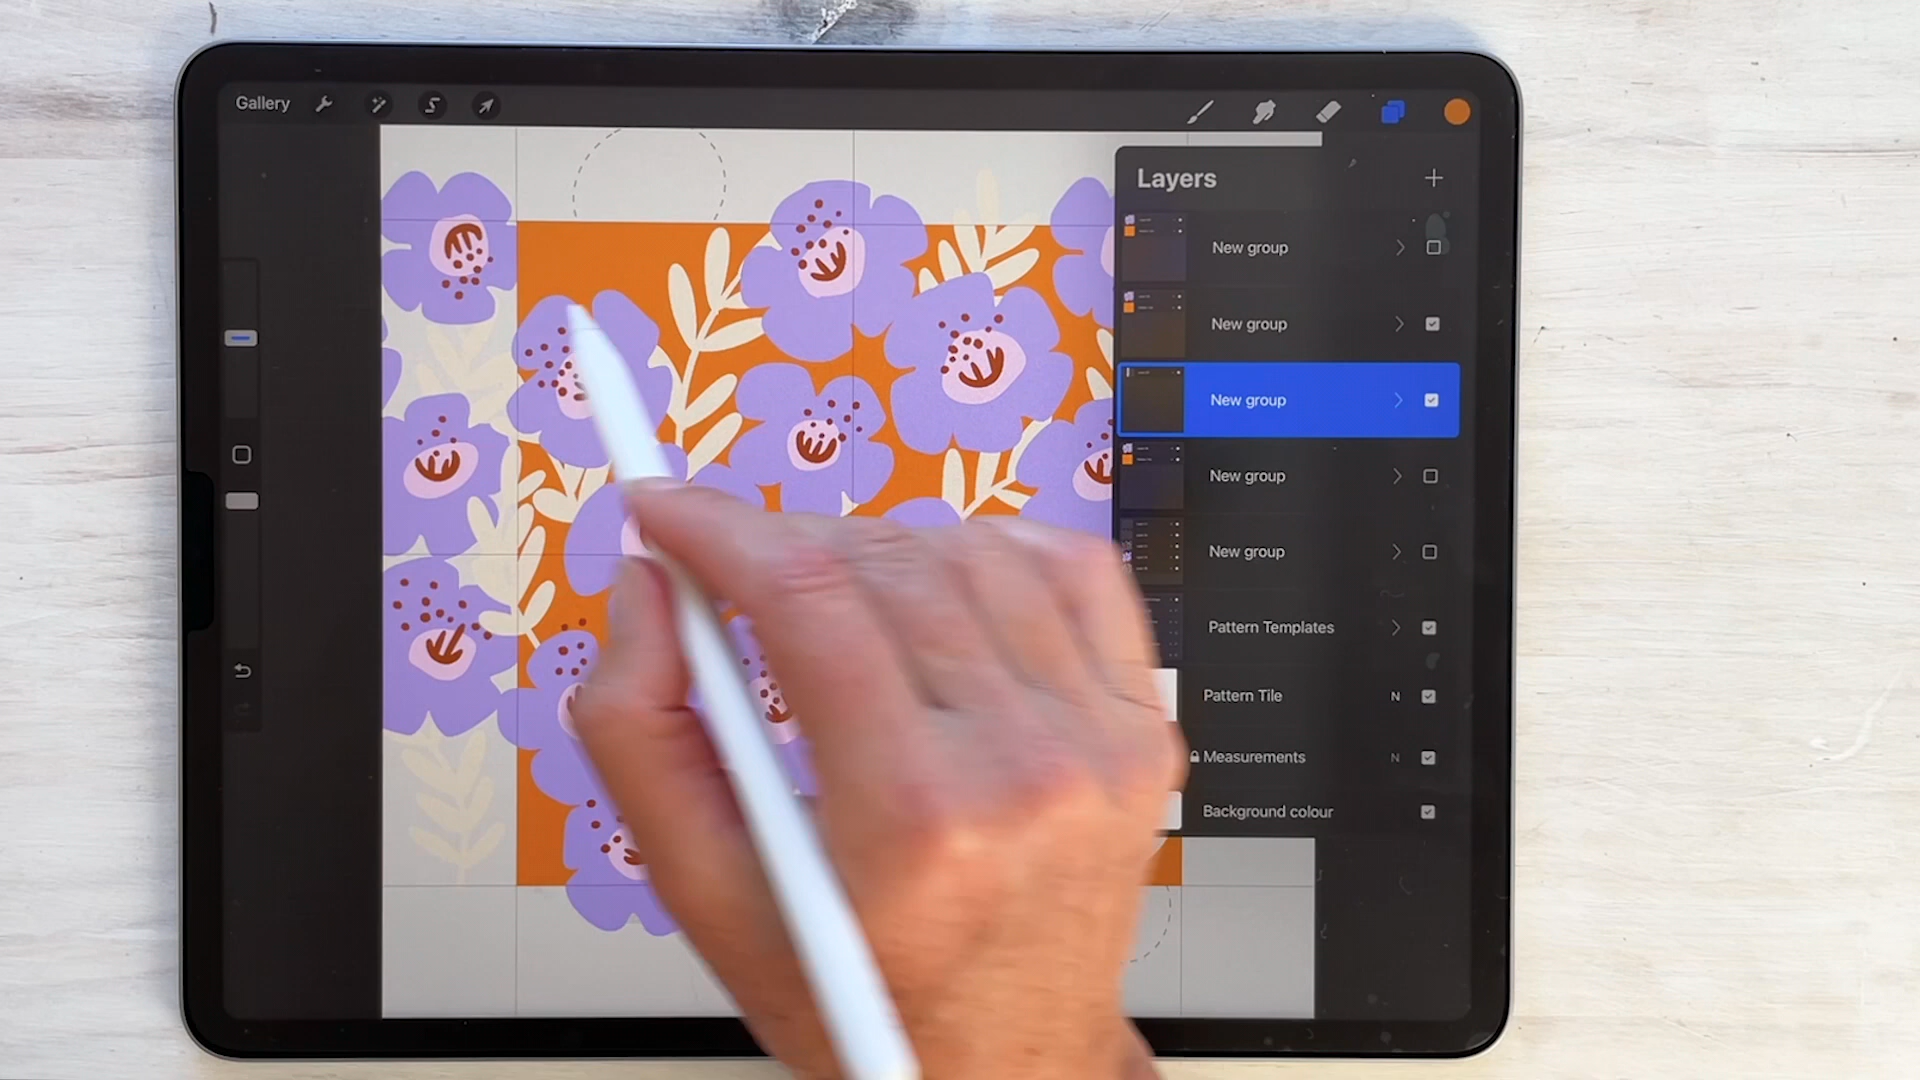 Gallery
Layers
New group
New group
New group
New group
New group
Pattern Templates
Pattern Tile N
Measurements N
Background colour